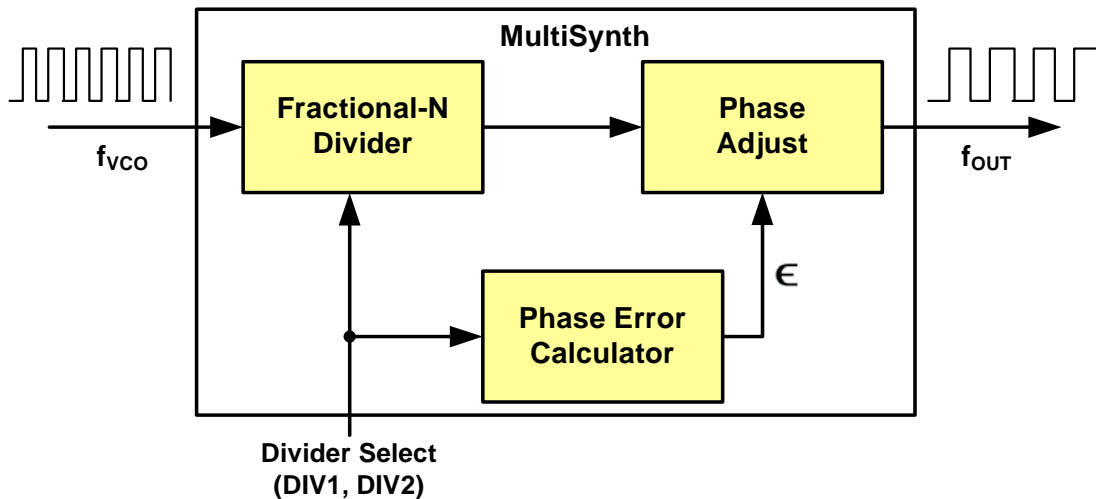 MultiSynth
Fractional-N
Divider
Phase
Adjust
fVCO
fOUT
ϵ
Phase Error
Calculator
Divider Select
(DIV1, DIV2)